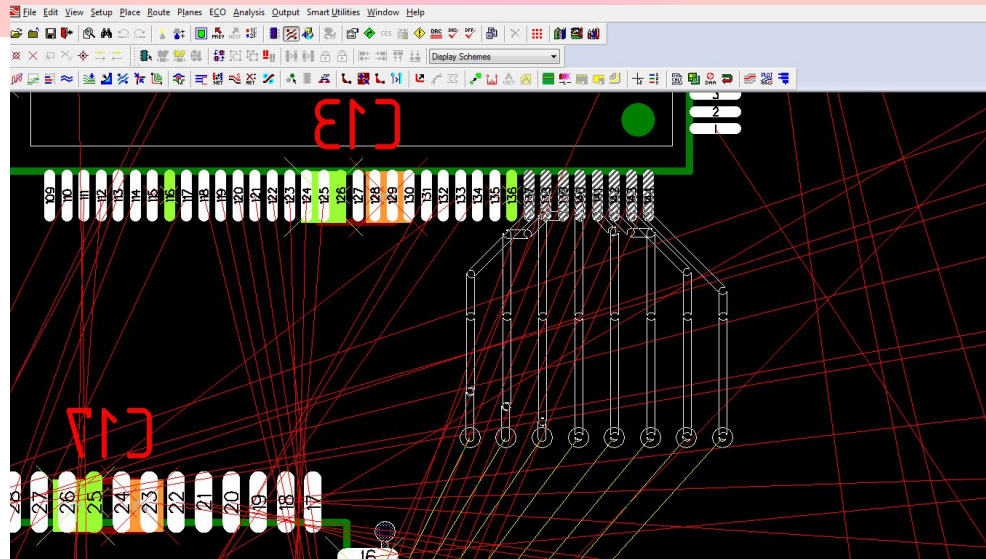 File Edit View Setup Place Route Planes ECO Analysis Output Smart Utilities Window Help
Display Schemes
C13
2
1
109 110 111 112 113 114 115 116 117 118 119 120 121 122 123 124 125 126 127 128 129 130 131 132 133 134 135 136
C17
27 26 25 24 23 22 21 20 19 18 17
16